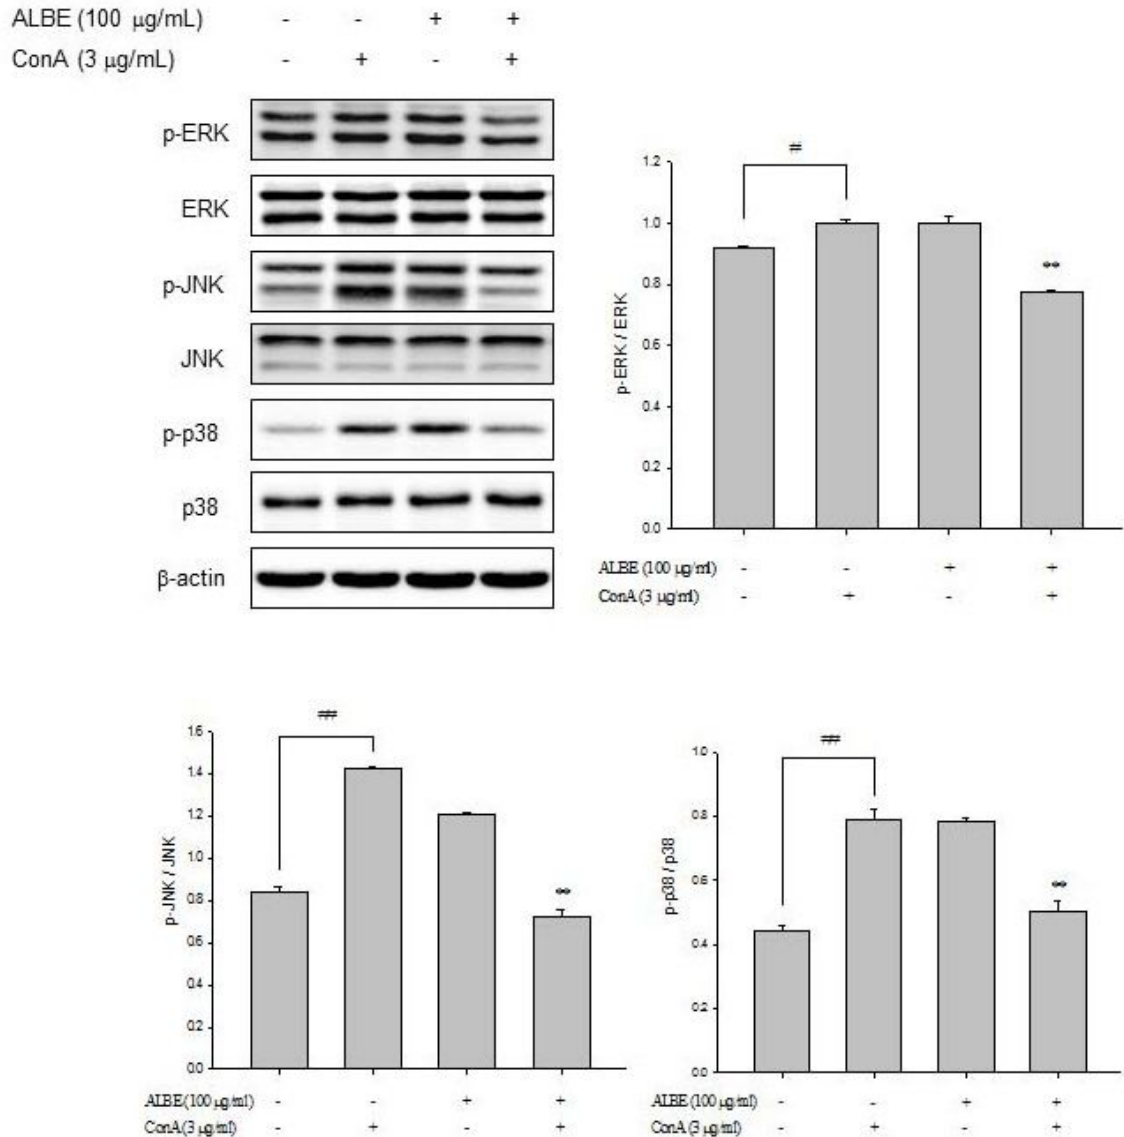 ALBE (100 μg/mL) - - + +
ConA (3 μg/mL) - + - +
p-ERK
ERK
p-JNK
JNK
p-p38
p38
β-actin
p-ERK / ERK
1.2
1.0
0.8
0.6
0.4
0.2
0.0
#
**
ALBE (100 μg/ml) - - + +
ConA (3 μg/ml) - + - +
p-JNK / JNK
1.6
1.4
1.2
1.0
0.8
0.6
0.4
0.2
0.0
##
**
ALBE (100 μg/ml) - - + +
ConA (3 μg/ml) - + - +
p-p38 / p38
1.0
0.8
0.6
0.4
0.2
0.0
##
**
ALBE (100 μg/ml) - - + +
ConA (3 μg/ml) - + - +